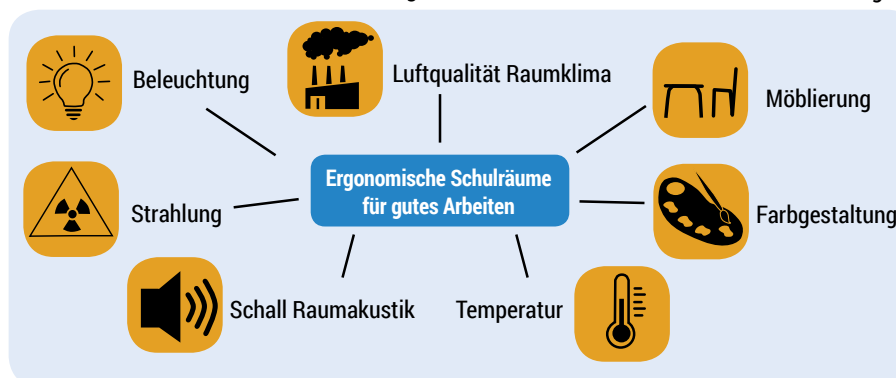 Beleuchtung
Luftqualität Raumklima
Möblierung
Ergonomische Schulräume
für gutes Arbeiten
Strahlung
Farbgestaltung
Schall Raumakustik
Temperatur